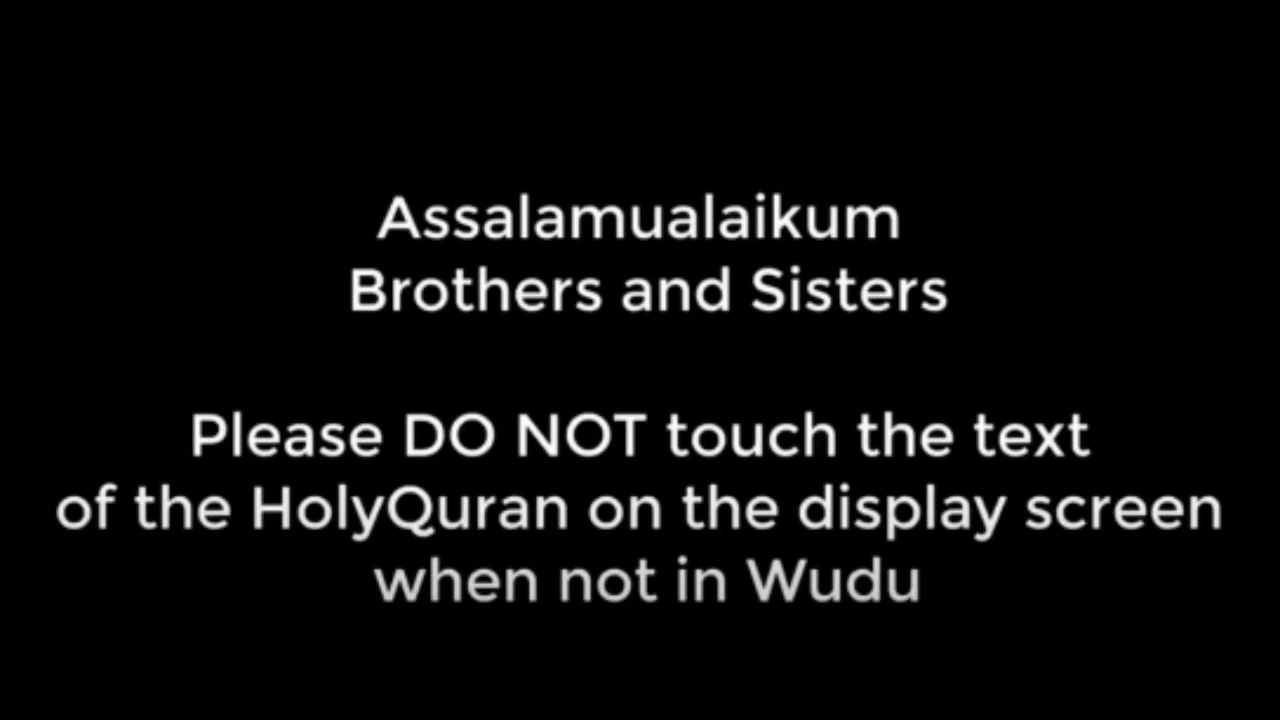 Assalamualaikum
Brothers and Sisters
Please DO NOT touch the text
of the HolyQuran on the display screen
when not in Wudu